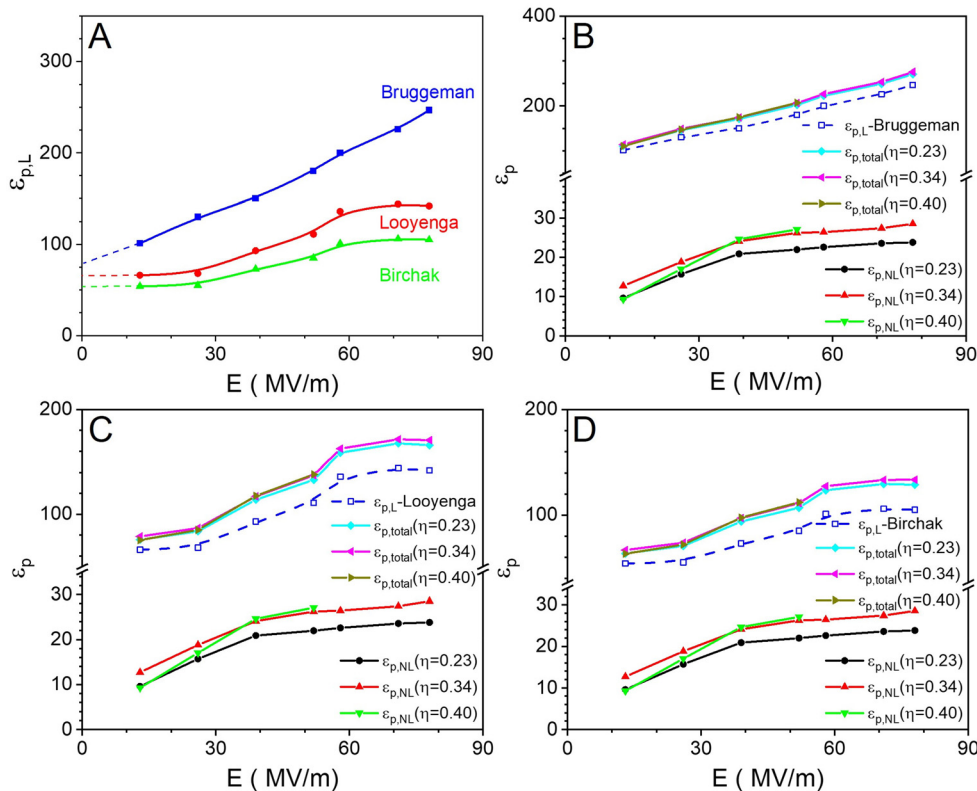 A
350
300
250
200
150
100
50
0
ε_p,L
Bruggeman
Looyenga
Birchak
0 30 60 90
E ( MV/m)
B
400
200
30
20
10
0
ε_p
ε_p,L-Bruggeman
ε_p,total(η=0.23)
ε_p,total(η=0.34)
ε_p,total(η=0.40)
ε_p,NL(η=0.23)
ε_p,NL(η=0.34)
ε_p,NL(η=0.40)
0 30 60 90
E ( MV/m)
C
200
100
30
20
10
0
ε_p
ε_p,L-Looyenga
ε_p,total(η=0.23)
ε_p,total(η=0.34)
ε_p,total(η=0.40)
ε_p,NL(η=0.23)
ε_p,NL(η=0.34)
ε_p,NL(η=0.40)
0 30 60 90
E ( MV/m)
D
200
100
30
20
10
0
ε_p
ε_p,L-Birchak
ε_p,total(η=0.23)
ε_p,total(η=0.34)
ε_p,total(η=0.40)
ε_p,NL(η=0.23)
ε_p,NL(η=0.34)
ε_p,NL(η=0.40)
0 30 60 90
E ( MV/m)